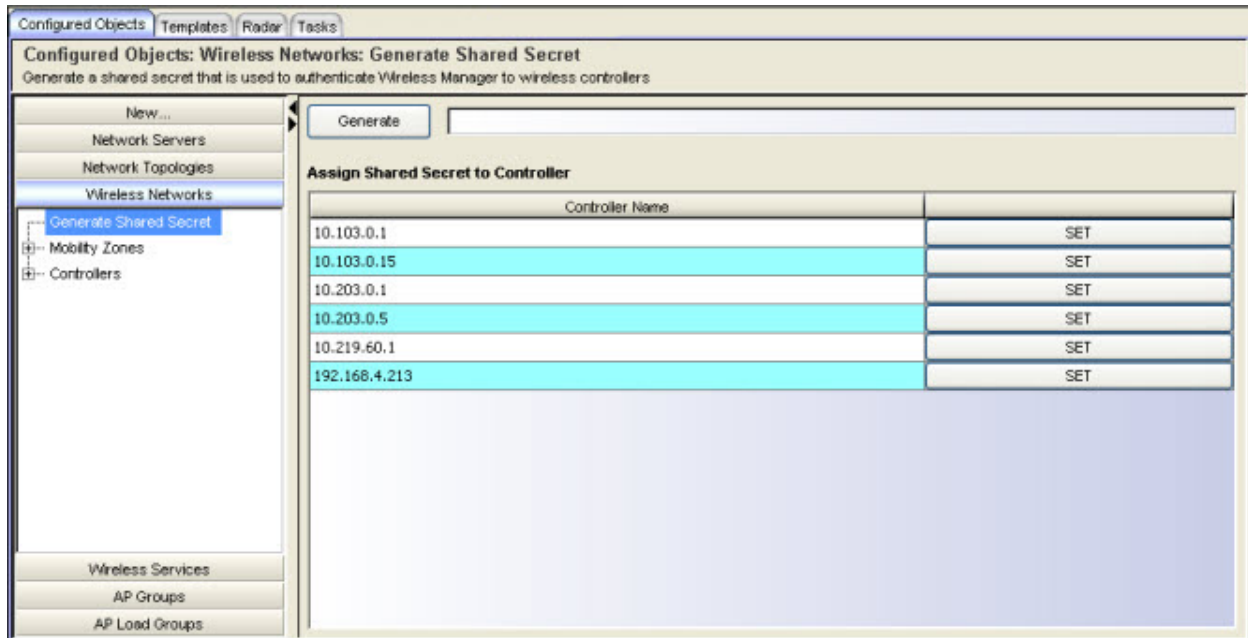 Configured Objects Templates Radar Tasks
Configured Objects: Wireless Networks: Generate Shared Secret
Generate a shared secret that is used to authenticate Wireless Manager to wireless controllers
New...
Network Servers
Network Topologies
Wireless Networks
Generate Shared Secret
Mobility Zones
Controllers
Wireless Services
AP Groups
AP Load Groups
Generate
Assign Shared Secret to Controller
Controller Name
10.103.0.1 SET
10.103.0.15 SET
10.203.0.1 SET
10.203.0.5 SET
10.219.60.1 SET
192.168.4.213 SET